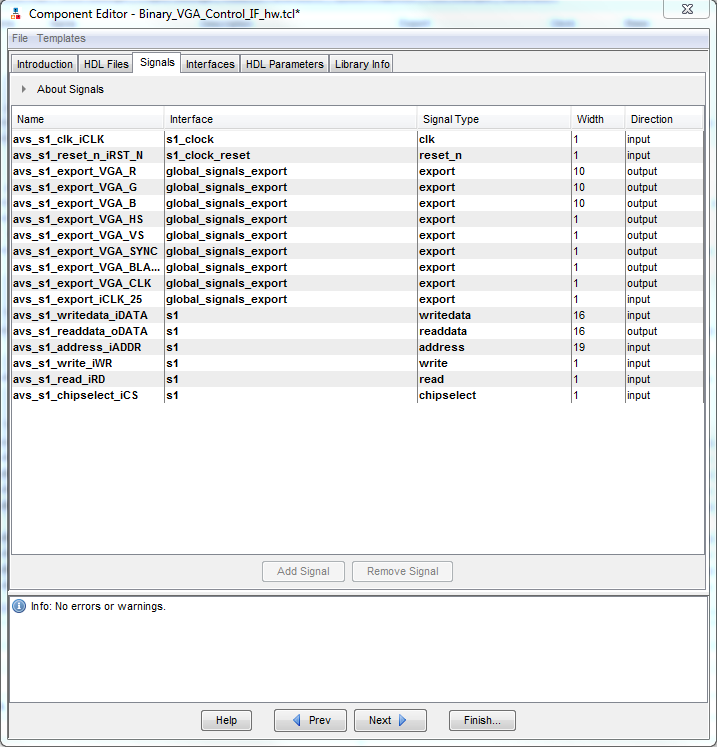 Component Editor - Binary_VGA_Control_IF_hw.tcl*
File Templates
Introduction HDL Files Signals Interfaces HDL Parameters Library Info
About Signals
Name Interface Signal Type Width Direction
avs_s1_clk_iCLK s1_clock clk 1 input
avs_s1_reset_n_iRST_N s1_clock_reset reset_n 1 input
avs_s1_export_VGA_R global_signals_export export 10 output
avs_s1_export_VGA_G global_signals_export export 10 output
avs_s1_export_VGA_B global_signals_export export 10 output
avs_s1_export_VGA_HS global_signals_export export 1 output
avs_s1_export_VGA_VS global_signals_export export 1 output
avs_s1_export_VGA_SYNC global_signals_export export 1 output
avs_s1_export_VGA_BLA... global_signals_export export 1 output
avs_s1_export_VGA_CLK global_signals_export export 1 output
avs_s1_export_iCLK_25 global_signals_export export 1 input
avs_s1_writedata_iDATA s1 writedata 16 input
avs_s1_readdata_oDATA s1 readdata 16 output
avs_s1_address_iADDR s1 address 19 input
avs_s1_write_iWR s1 write 1 input
avs_s1_read_iRD s1 read 1 input
avs_s1_chipselect_iCS s1 chipselect 1 input
Add Signal Remove Signal
Info: No errors or warnings.
Help Prev Next Finish...